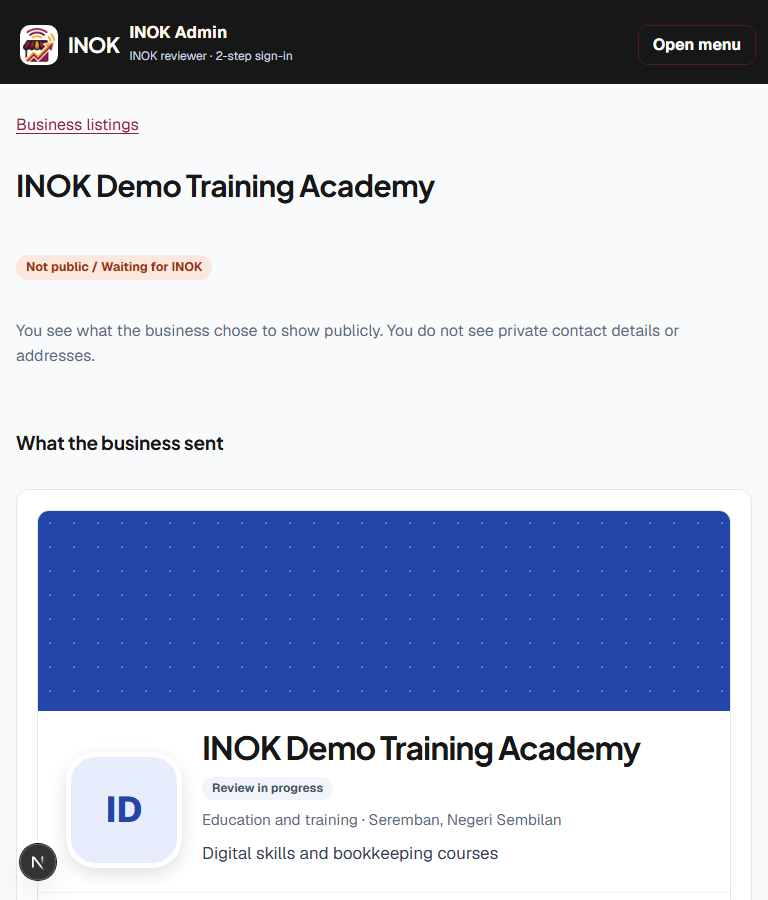 INOK
INOK Admin
INOK reviewer · 2-step sign-in
Open menu
Business listings
INOK Demo Training Academy
Not public / Waiting for INOK
You see what the business chose to show publicly. You do not see private contact details or
addresses.
What the business sent
INOK Demo Training Academy
Review in progress
ID
Education and training · Seremban, Negeri Sembilan
Digital skills and bookkeeping courses
N